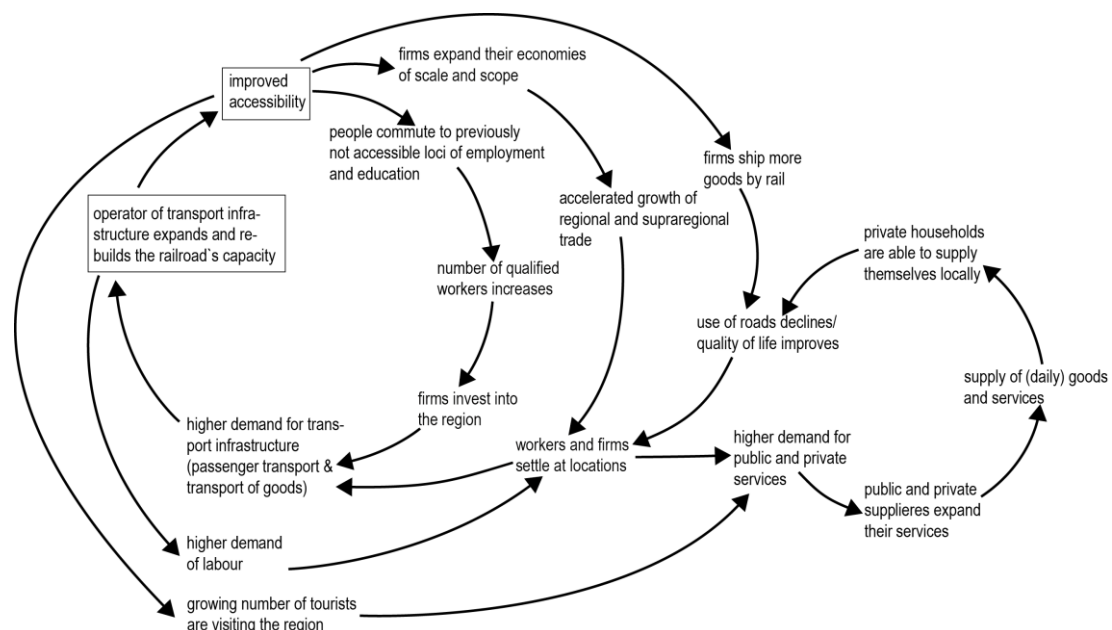 firms expand their economies
of scale and scope
improved
accessibility
people commute to previously
not accessible loci of employment
and education
firms ship more
goods by rail
operator of transport infra-
structure expands and re-
builds the railroad`s capacity
accelerated growth of
regional and supraregional
trade
private households
are able to supply
themselves locally
number of qualified
workers increases
use of roads declines/
quality of life improves
firms invest into
the region
supply of (daily) goods
and services
higher demand for trans-
port infrastructure
(passenger transport &
transport of goods)
workers and firms
settle at locations
higher demand for
public and private
services
public and private
supplieres expand
their services
higher demand
of labour
growing number of tourists
are visiting the region